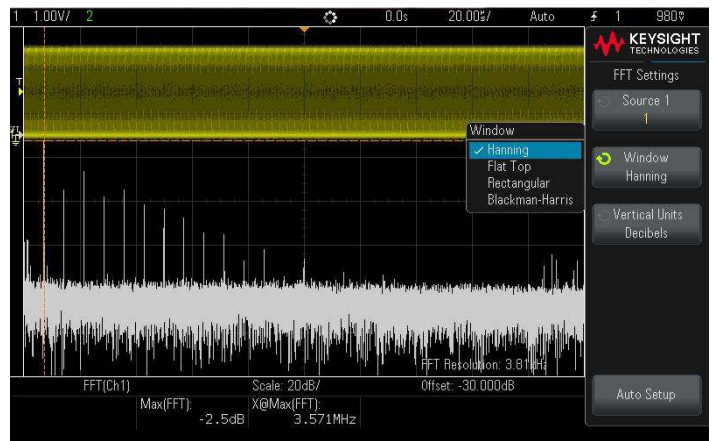 1 1.00V/ 2 0.0s 20.00s/ Auto 1 980V
KEYSIGHT
TECHNOLOGIES
FFT Settings
Source 1
1
T
Window
Hanning
Flat Top
Rectangular
Blackman-Harris
Window
Hanning
Vertical Units
Decibels
FFT Resolution: 3.81kHz
FFT(Ch1) Scale: 20dB/ Offset: -30.000dB
Max(FFT): X@Max(FFT):
-2.5dB 3.571MHz
Auto Setup